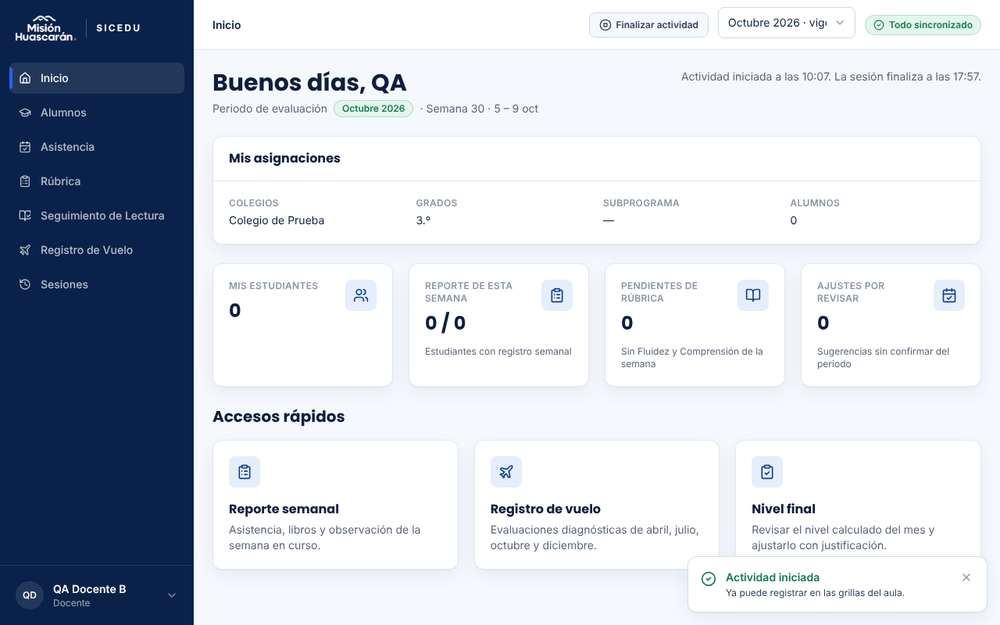 Misión
Huascarán.
SICEDU
Inicio
Alumnos
Asistencia
Rúbrica
Seguimiento de Lectura
Registro de Vuelo
Sesiones
QD
QA Docente B
Docente
Inicio
Finalizar actividad
Octubre 2026 · vig
Todo sincronizado
Buenos días, QA
Actividad iniciada a las 10:07. La sesión finaliza a las 17:57.
Periodo de evaluación Octubre 2026 · Semana 30 · 5 – 9 oct
Mis asignaciones
COLEGIOS
Colegio de Prueba
GRADOS
3.º
SUBPROGRAMA
—
ALUMNOS
0
MIS ESTUDIANTES
0
REPORTE DE ESTA
SEMANA
0 / 0
Estudiantes con registro semanal
PENDIENTES DE
RÚBRICA
0
Sin Fluidez y Comprensión de la
semana
AJUSTES POR
REVISAR
0
Sugerencias sin confirmar del
periodo
Accesos rápidos
Reporte semanal
Asistencia, libros y observación de la
semana en curso.
Registro de vuelo
Evaluaciones diagnósticas de abril, julio,
octubre y diciembre.
Nivel final
Revisar el nivel calculado del mes y
ajustarlo con justificación.
Actividad iniciada
Ya puede registrar en las grillas del aula.